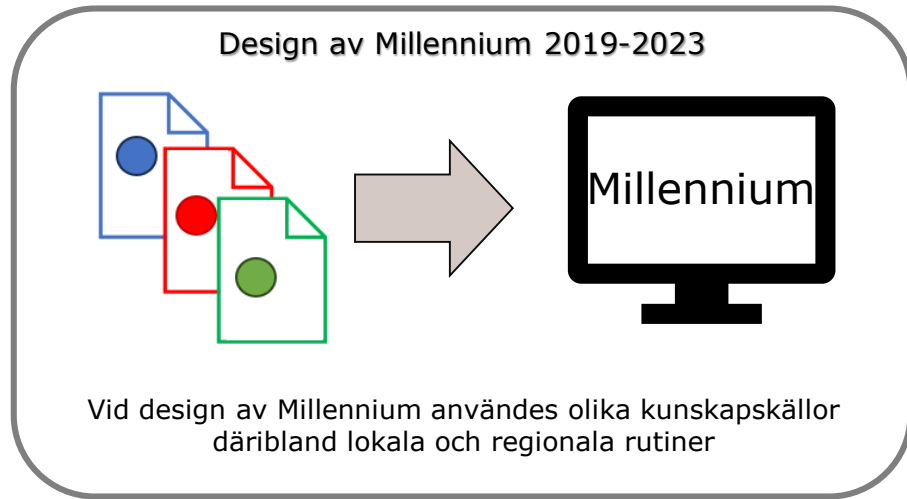 Design av Millennium 2019-2023
Millennium
Vid design av Millennium användes olika kunskapskällor
däribland lokala och regionala rutiner